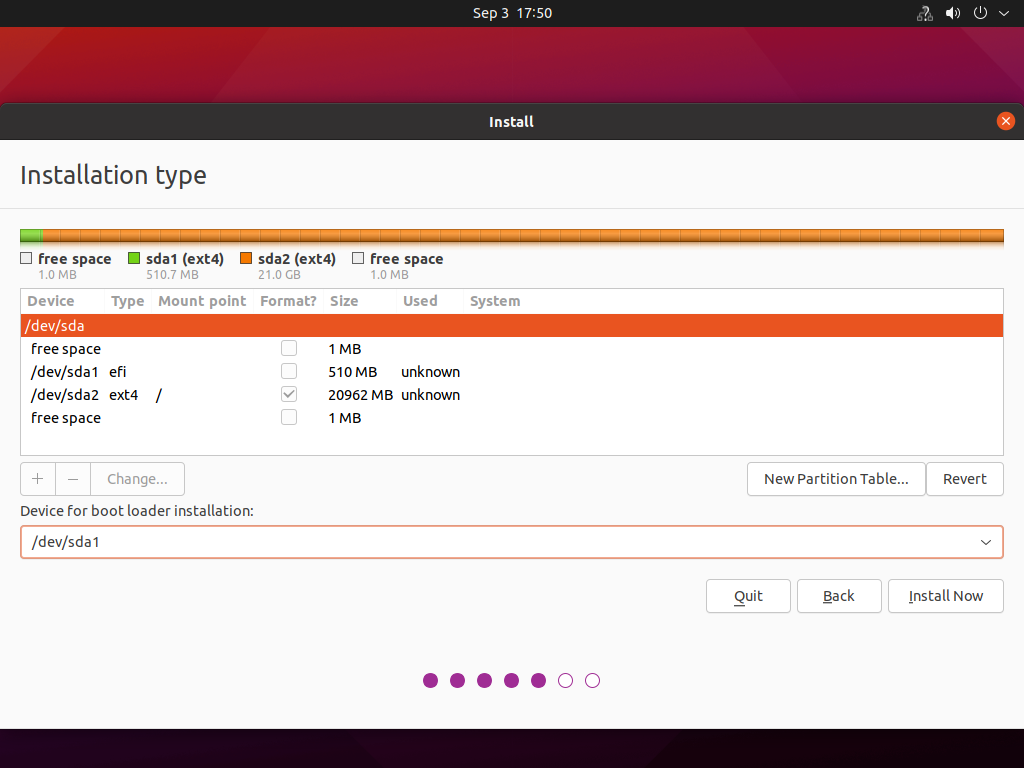 Sep 3 17:50
Install
Installation type
free space sda1 (ext4) sda2 (ext4) free space
1.0 MB 510.7 MB 21.0 GB 1.0 MB
Device Type Mount point Format? Size Used System
/dev/sda
free space 1 MB
/dev/sda1 efi 510 MB unknown
/dev/sda2 ext4 / 20962 MB unknown
free space 1 MB
+ − Change... New Partition Table... Revert
Device for boot loader installation:
/dev/sda1
Quit Back Install Now